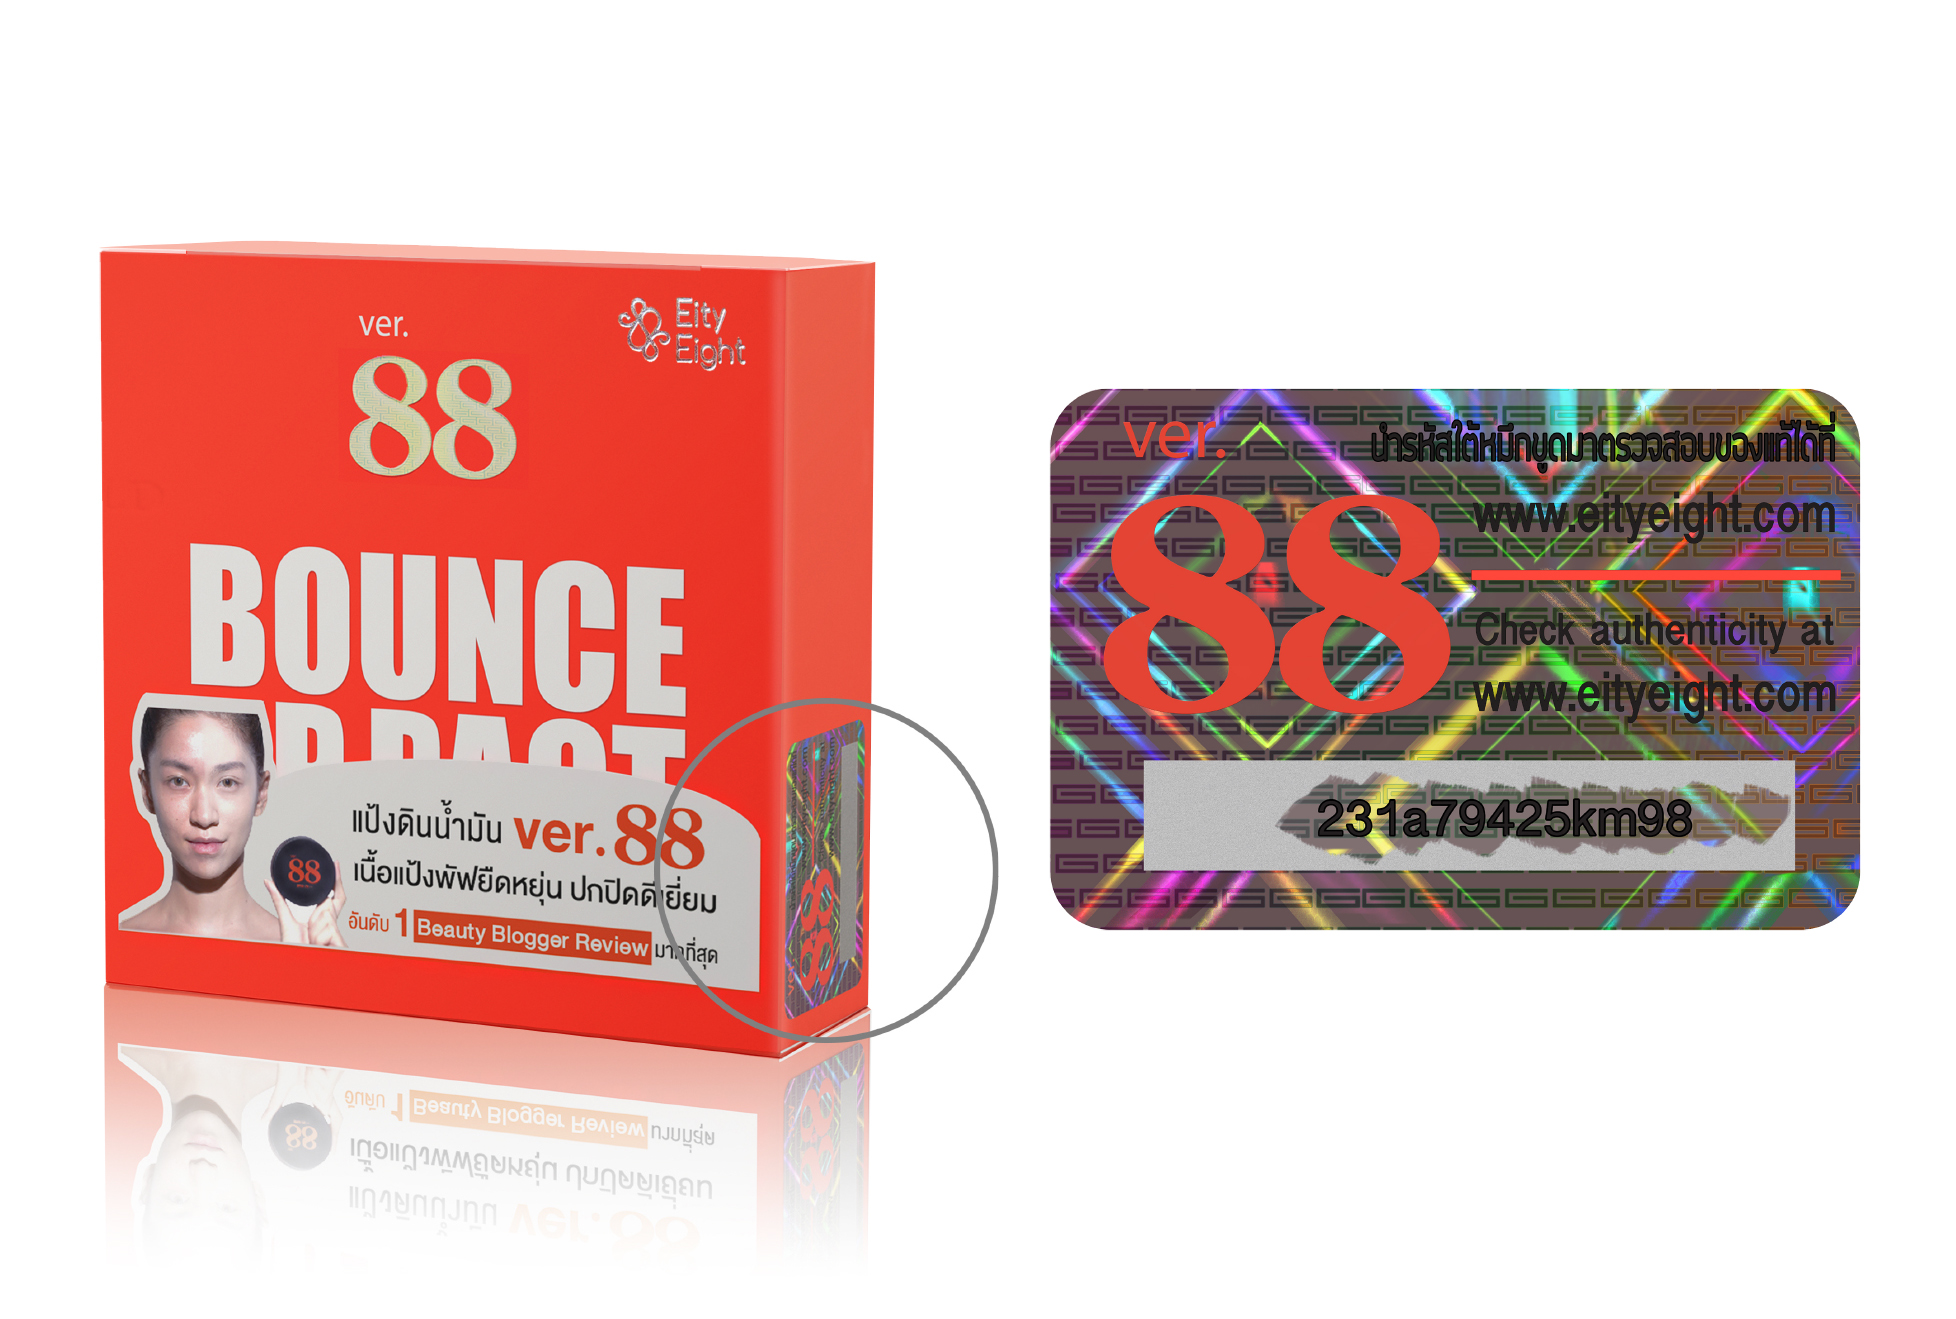 ver.
88
Eity
Eight
BOUNCE
UP PACT
แป้งดินน้ำมัน ver.88
เนื้อแป้งพัฟยืดหยุ่น ปกปิดดีเยี่ยม
อันดับ 1 Beauty Blogger Review มากที่สุด
88
ver.
88
นำรหัสใต้หมึกขูดมาตรวจสอบของแท้ได้ที่
www.eityeight.com
Check authenticity at
www.eityeight.com
231a79425km98